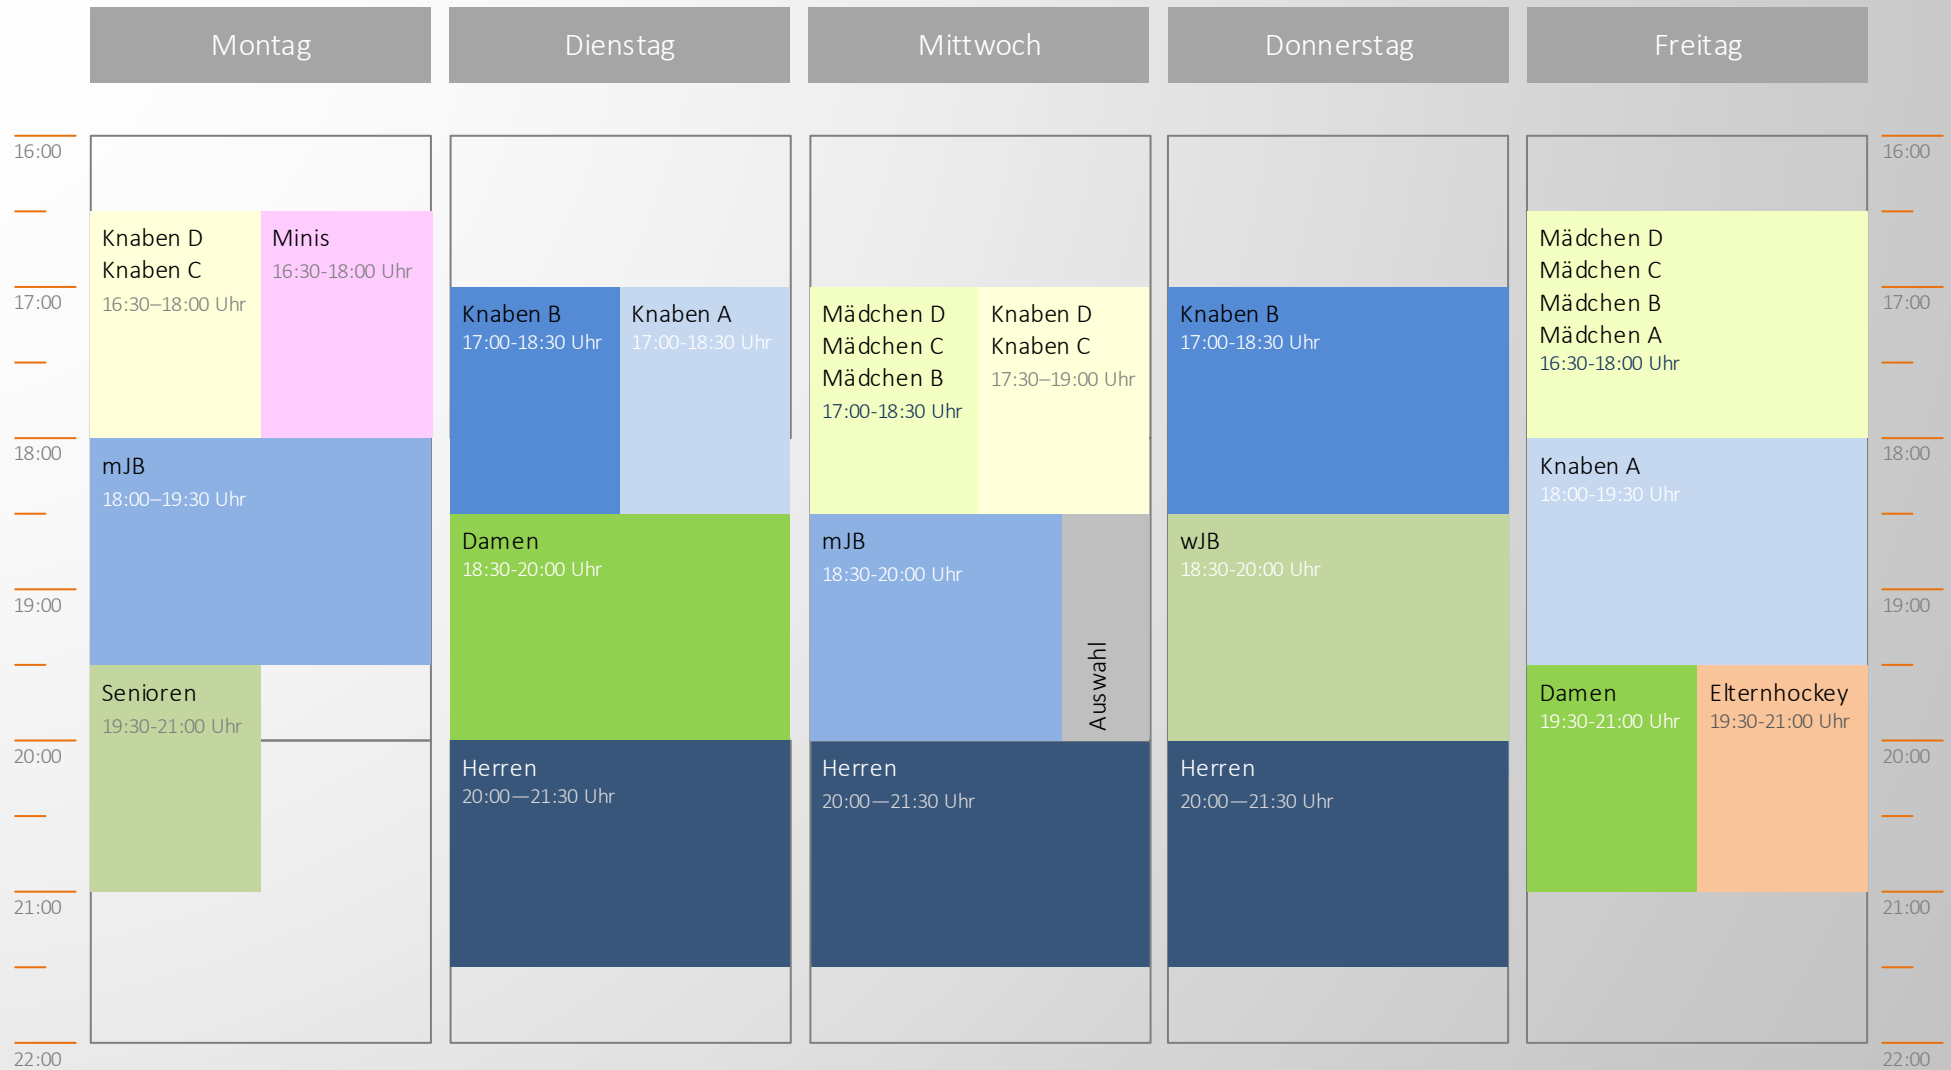 Montag
Dienstag
Mittwoch
Donnerstag
Freitag
16:00
17:00
18:00
19:00
20:00
21:00
22:00
Knaben D
Knaben C
16:30–18:00 Uhr
Minis
16:30-18:00 Uhr
mJB
18:00–19:30 Uhr
Senioren
19:30-21:00 Uhr
Knaben B
17:00-18:30 Uhr
Knaben A
17:00-18:30 Uhr
Damen
18:30-20:00 Uhr
Herren
20:00—21:30 Uhr
Mädchen D
Mädchen C
Mädchen B
17:00-18:30 Uhr
Knaben D
Knaben C
17:30–19:00 Uhr
mJB
18:30-20:00 Uhr
Auswahl
Herren
20:00—21:30 Uhr
Knaben B
17:00-18:30 Uhr
wJB
18:30-20:00 Uhr
Herren
20:00—21:30 Uhr
Mädchen D
Mädchen C
Mädchen B
Mädchen A
16:30-18:00 Uhr
Knaben A
18:00-19:30 Uhr
Damen
19:30-21:00 Uhr
Elternhockey
19:30-21:00 Uhr
16:00
17:00
18:00
19:00
20:00
21:00
22:00